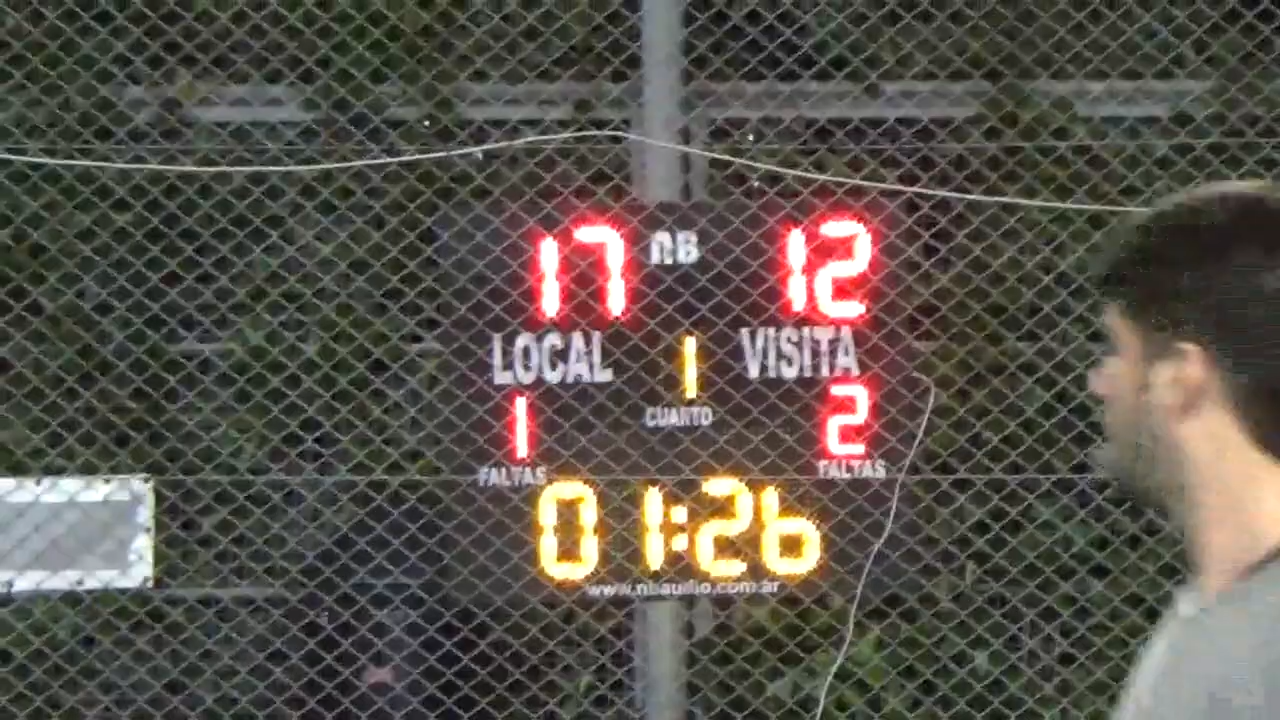 17 NB 12
LOCAL 1 VISITA
1 CUARTO 2
FALTAS FALTAS
01:26
www.nbaudio.com.ar